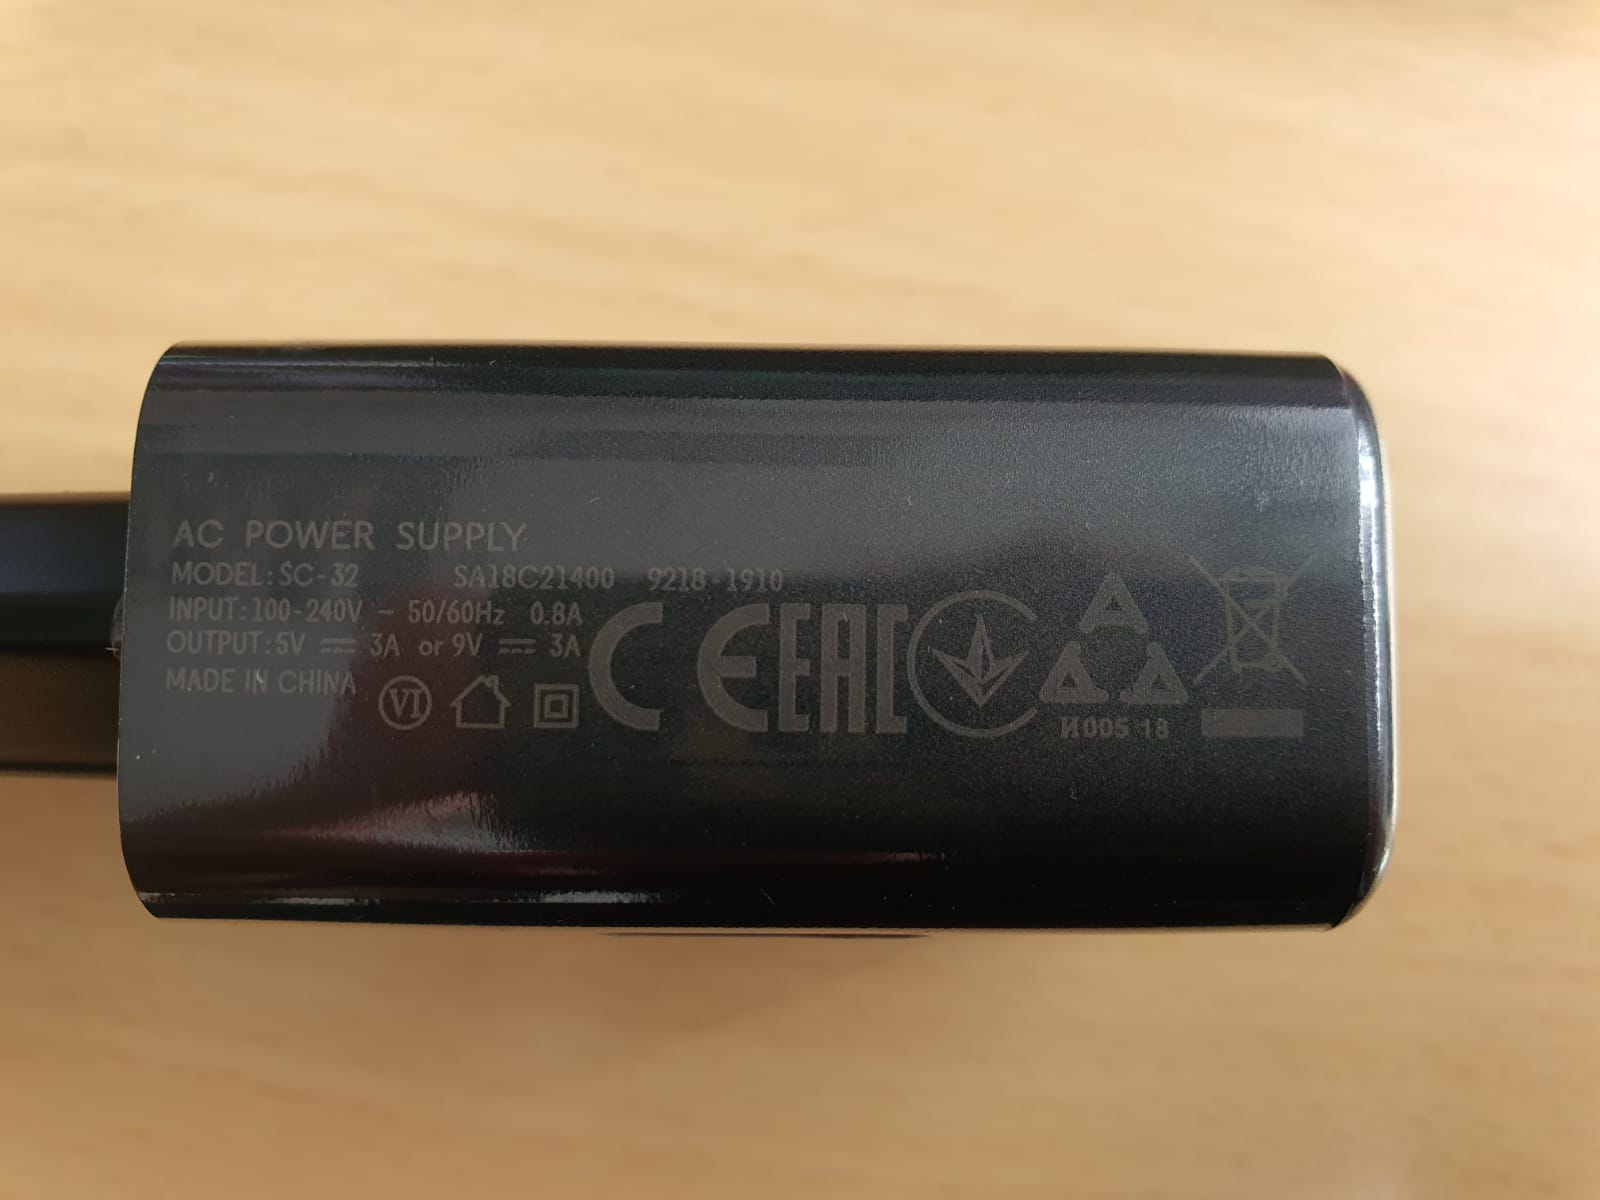 AC POWER SUPPLY
MODEL: SC-32 SA18C21400 9218-1910
INPUT: 100-240V ~ 50/60Hz 0.8A
OUTPUT: 5V ⎓ 3A or 9V ⎓ 3A
MADE IN CHINA
VI CE EAC
И005 18